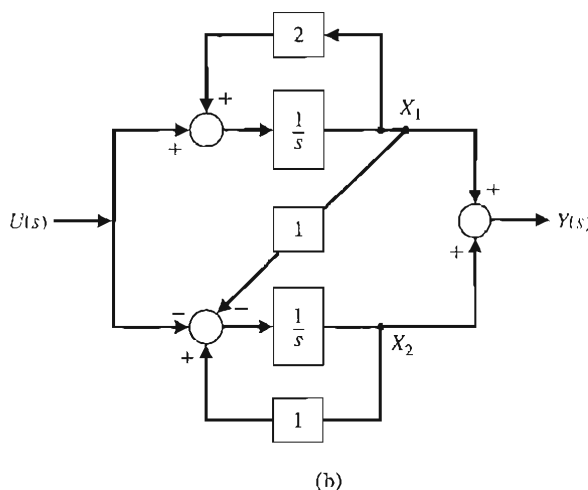 2
+
+
1/s
X₁
+
U(s)
1
Y(s)
+
−
−
+
1/s
X₂
1
(b)